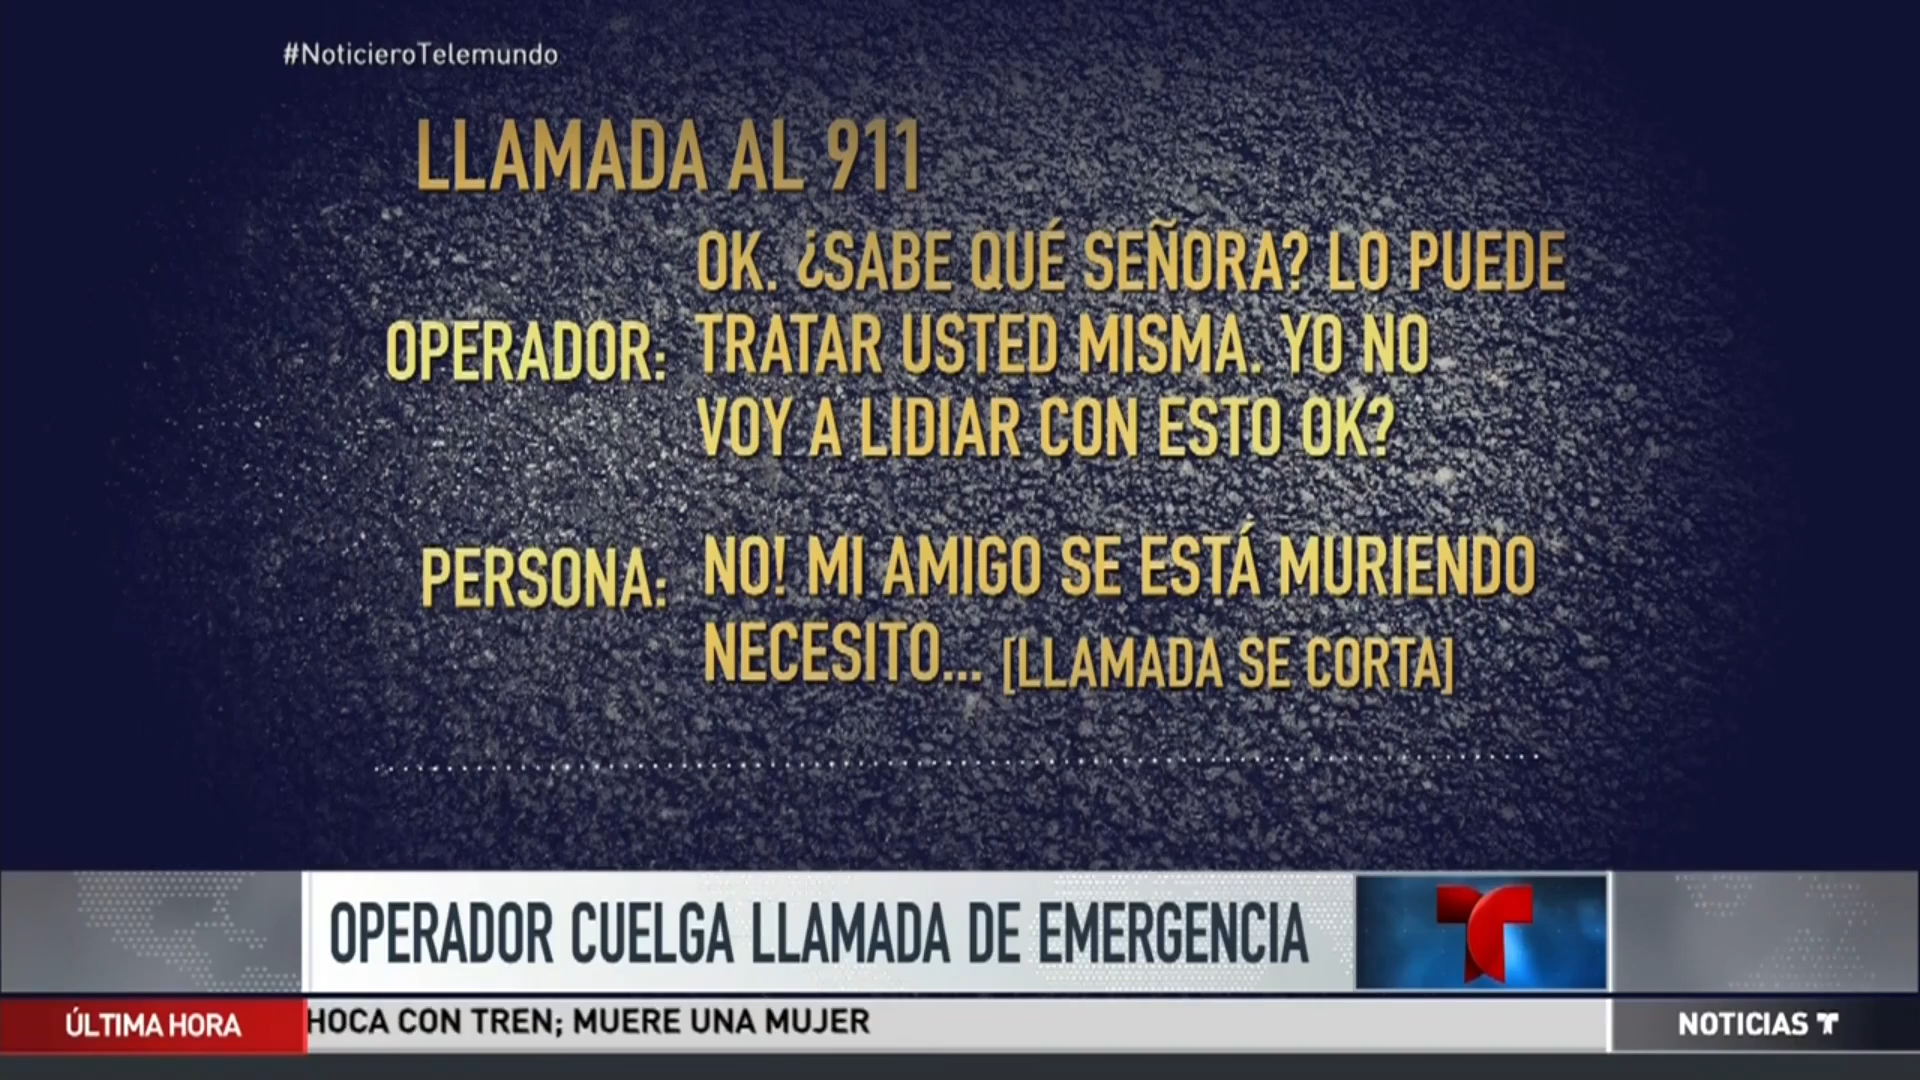 #NoticieroTelemundo
LLAMADA AL 911
OPERADOR:
OK. ¿SABE QUÉ SEÑORA? LO PUEDE
TRATAR USTED MISMA. YO NO
VOY A LIDIAR CON ESTO OK?
PERSONA:
NO! MI AMIGO SE ESTÁ MURIENDO
NECESITO... [LLAMADA SE CORTA]
OPERADOR CUELGA LLAMADA DE EMERGENCIA
ÚLTIMA HORA
HOCA CON TREN; MUERE UNA MUJER
NOTICIAS T